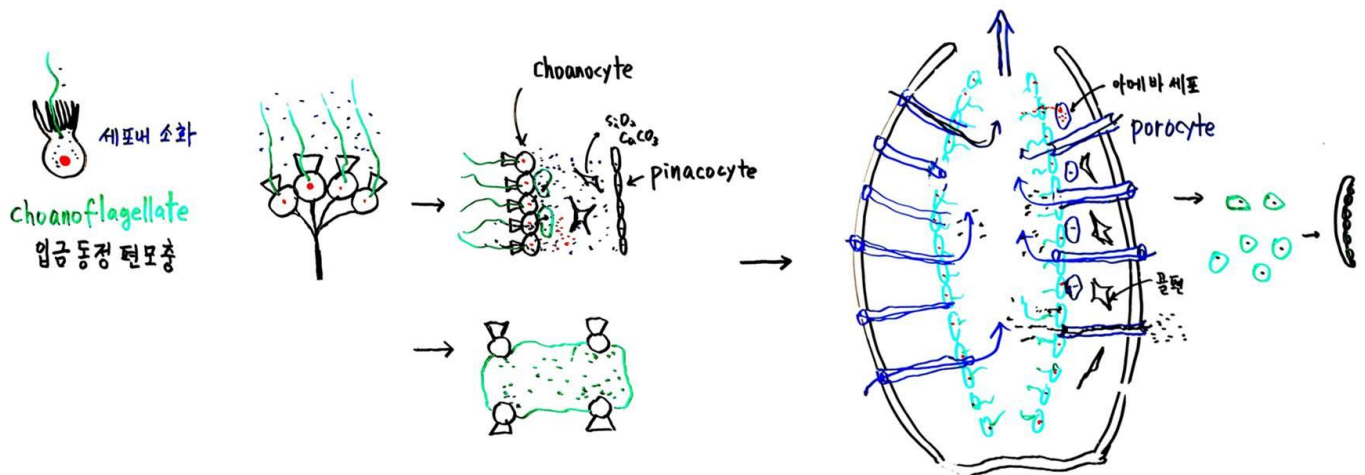 세포내 소화
choanoflagellate
입금 동정 편모충
choanocyte
SiO₂
CaCO₃
pinacocyte
아메바 세포
porocyte
골편